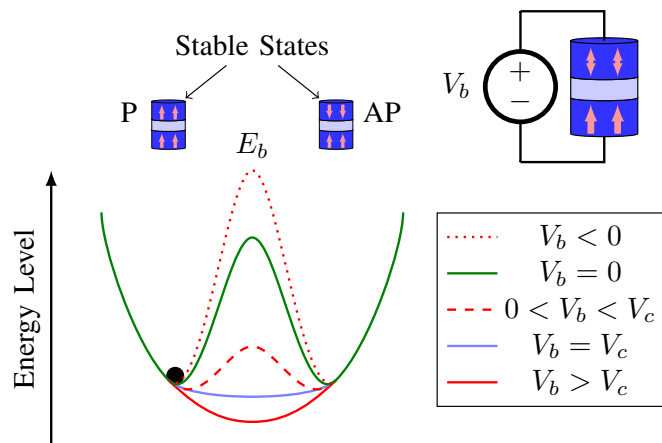 Stable States
P
AP
E_b
V_b
+
−
Energy Level
V_b < 0
V_b = 0
0 < V_b < V_c
V_b = V_c
V_b > V_c